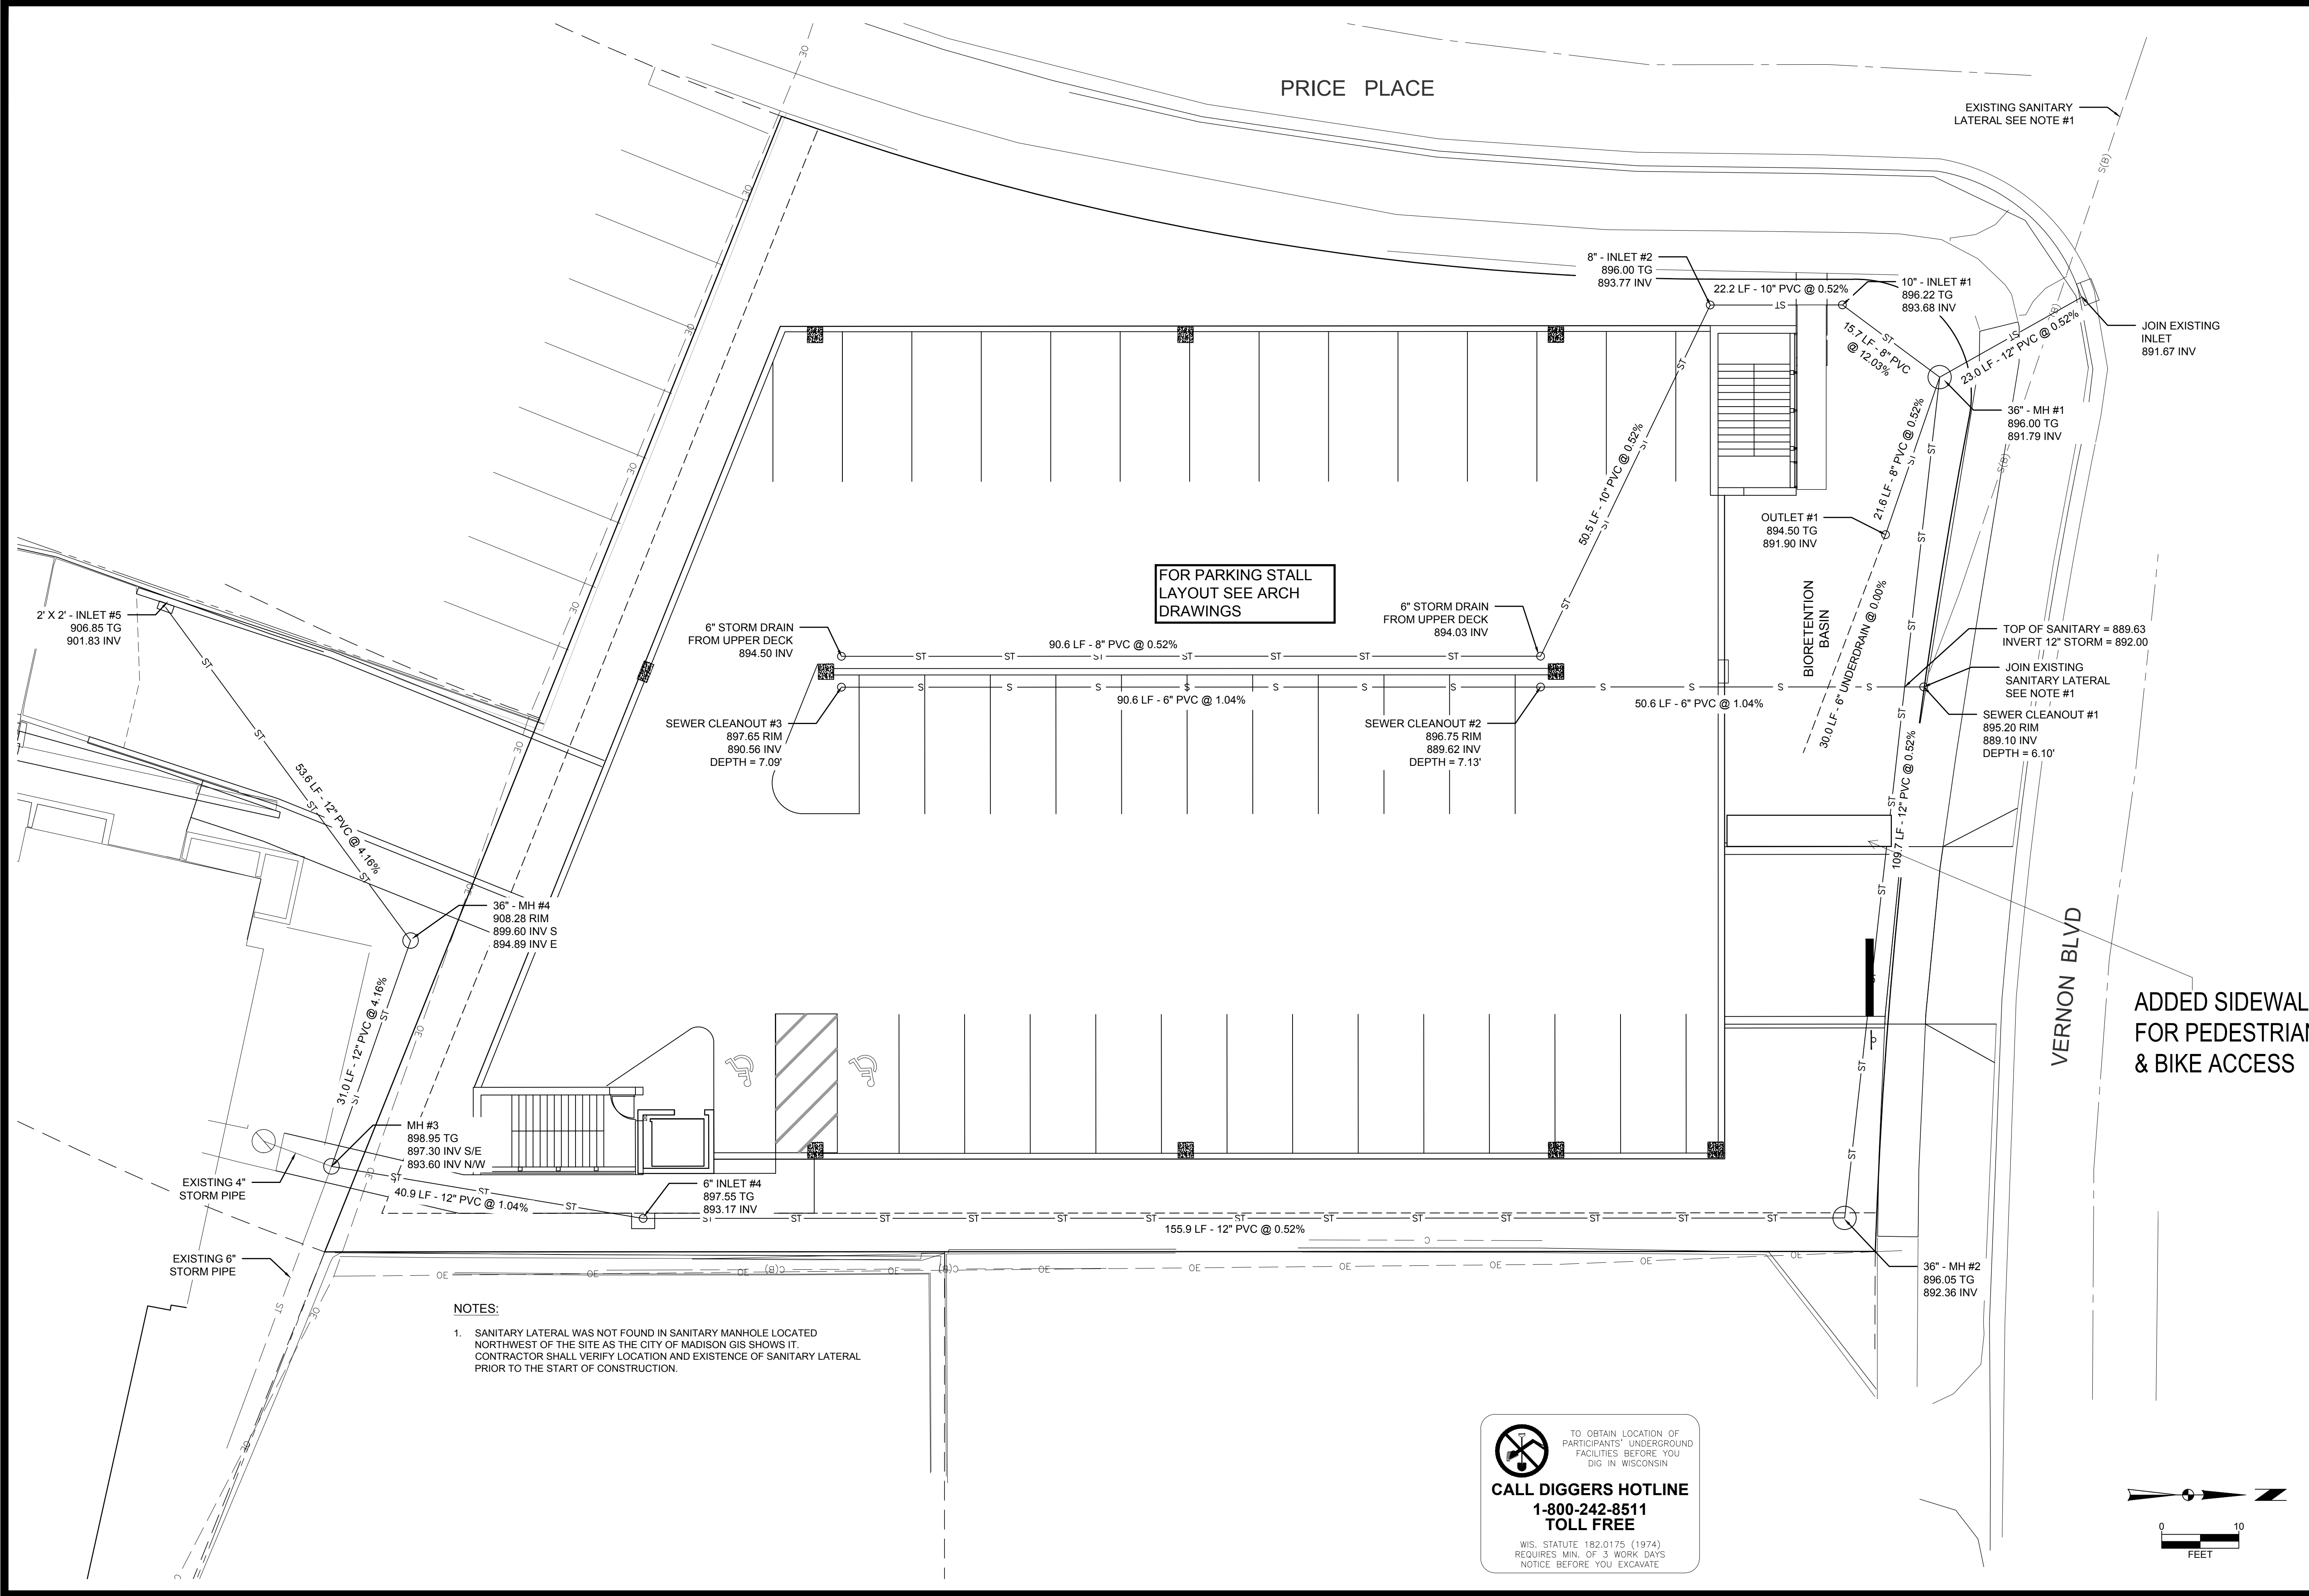 PRICE PLACE
EXISTING SANITARY
LATERAL SEE NOTE #1
S(B)
8" - INLET #2
896.00 TG
893.77 INV
22.2 LF - 10" PVC @ 0.52%
10" - INLET #1
896.22 TG
893.68 INV
15.7 LF - 8" PVC
@ 12.03%
23.0 LF - 12" PVC @ 0.52%
JOIN EXISTING
INLET
891.67 INV
36" - MH #1
896.00 TG
891.79 INV
S(B)
21.6 LF - 8" PVC @ 0.52%
50.5 LF - 10" PVC @ 0.52%
OUTLET #1
894.50 TG
891.90 INV
FOR PARKING STALL
LAYOUT SEE ARCH
DRAWINGS
BIORETENTION
BASIN
30.0 LF - 6" UNDERDRAIN @ 0.00%
2' X 2' - INLET #5
906.85 TG
901.83 INV
6" STORM DRAIN
FROM UPPER DECK
894.50 INV
90.6 LF - 8" PVC @ 0.52%
6" STORM DRAIN
FROM UPPER DECK
894.03 INV
TOP OF SANITARY = 889.63
INVERT 12" STORM = 892.00
JOIN EXISTING
SANITARY LATERAL
SEE NOTE #1
SEWER CLEANOUT #3
897.65 RIM
890.56 INV
DEPTH = 7.09'
90.6 LF - 6" PVC @ 1.04%
SEWER CLEANOUT #2
896.75 RIM
889.62 INV
DEPTH = 7.13'
50.6 LF - 6" PVC @ 1.04%
SEWER CLEANOUT #1
895.20 RIM
889.10 INV
DEPTH = 6.10'
53.6 LF - 12" PVC @ 4.16%
109.7 LF - 12" PVC @ 0.52%
36" - MH #4
908.28 RIM
899.60 INV S
894.89 INV E
VERNON BLVD
ADDED SIDEWAL
FOR PEDESTRIAN
& BIKE ACCESS
31.0 LF - 12" PVC @ 4.16%
MH #3
898.95 TG
897.30 INV S/E
893.60 INV N/W
EXISTING 4"
STORM PIPE
40.9 LF - 12" PVC @ 1.04%
6" INLET #4
897.55 TG
893.17 INV
155.9 LF - 12" PVC @ 0.52%
EXISTING 6"
STORM PIPE
36" - MH #2
896.05 TG
892.36 INV
NOTES:
1. SANITARY LATERAL WAS NOT FOUND IN SANITARY MANHOLE LOCATED
NORTHWEST OF THE SITE AS THE CITY OF MADISON GIS SHOWS IT.
CONTRACTOR SHALL VERIFY LOCATION AND EXISTENCE OF SANITARY LATERAL
PRIOR TO THE START OF CONSTRUCTION.
TO OBTAIN LOCATION OF
PARTICIPANTS' UNDERGROUND
FACILITIES BEFORE YOU
DIG IN WISCONSIN
CALL DIGGERS HOTLINE
1-800-242-8511
TOLL FREE
WIS. STATUTE 182.0175 (1974)
REQUIRES MIN. OF 3 WORK DAYS
NOTICE BEFORE YOU EXCAVATE
0 10
FEET